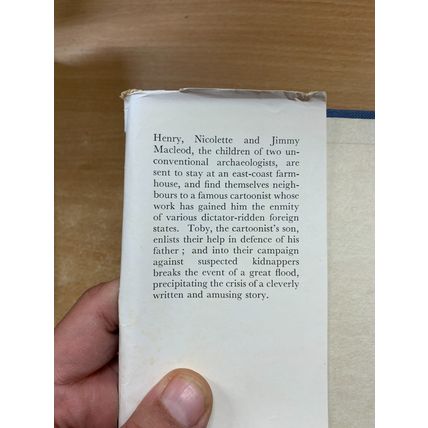 Henry, Nicolette and Jimmy
Macleod, the children of two un-
conventional archaeologists, are
sent to stay at an east-coast farm-
house, and find themselves neigh-
bours to a famous cartoonist whose
work has gained him the enmity
of various dictator-ridden foreign
states. Toby, the cartoonist's son,
enlists their help in defence of his
father ; and into their campaign
against suspected kidnappers
breaks the event of a great flood,
precipitating the crisis of a cleverly
written and amusing story.